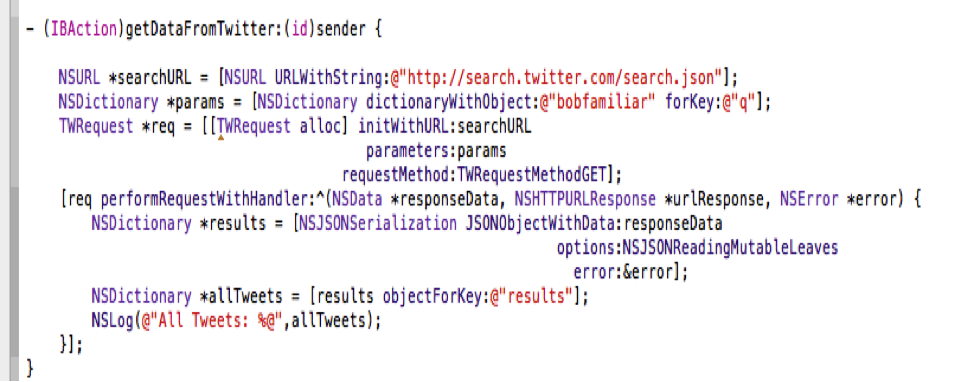 - (IBAction)getDataFromTwitter:(id)sender {
NSURL *searchURL = [NSURL URLWithString:@"http://search.twitter.com/search.json"];
NSDictionary *params = [NSDictionary dictionaryWithObject:@"bobfamiliar" forKey:@"q"];
TWRequest *req = [[TWRequest alloc] initWithURL:searchURL
parameters:params
requestMethod:TWRequestMethodGET];
[req performRequestWithHandler:^(NSData *responseData, NSHTTPURLResponse *urlResponse, NSError *error) {
NSDictionary *results = [NSJSONSerialization JSONObjectWithData:responseData
options:NSJSONReadingMutableLeaves
error:&error];
NSDictionary *allTweets = [results objectForKey:@"results"];
NSLog(@"All Tweets: %@",allTweets);
}];
}